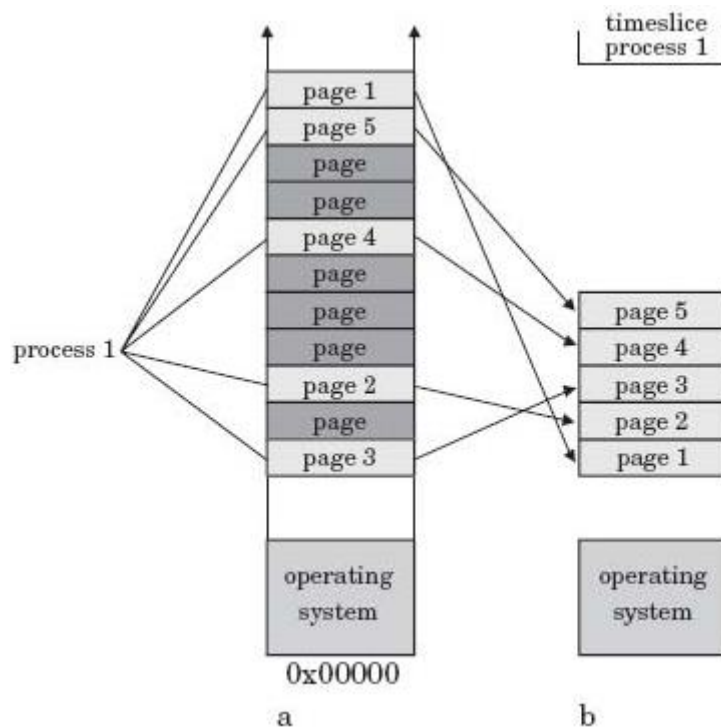 timeslice
process 1
page 1
page 5
page
page
page 4
page
page
page
page 2
page
page 3
process 1
page 5
page 4
page 3
page 2
page 1
operating
system
operating
system
0x00000
a
b